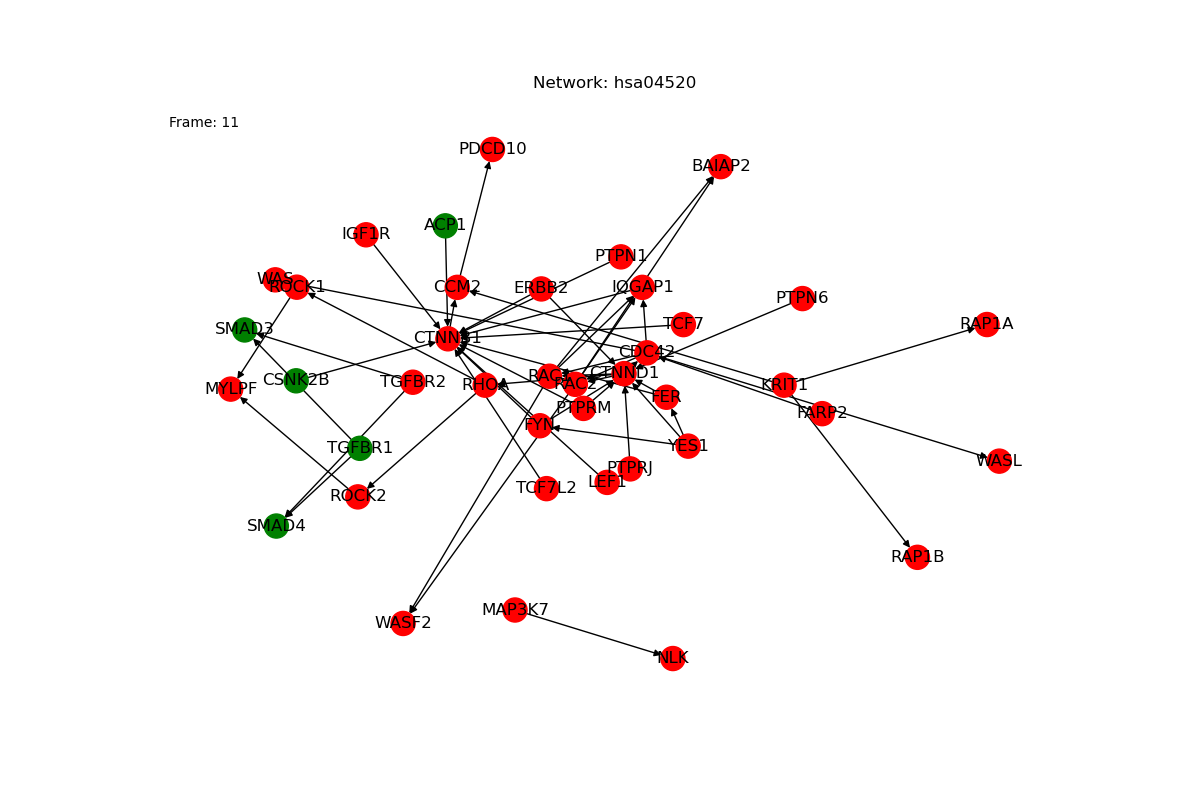 Network: hsa04520
Frame: 11
PDCD10
BAIAP2
ACP1
IGF1R
PTPN1
WAS
ROCK1
CCM2
ERBB2
IQGAP1
PTPN6
SMAD3
CTNNB1
TCF7
RAP1A
CDC42
MYLPF
CSNK2B
TGFBR2
RHOA
RAC2
CTNND1
KRIT1
PTPRM
FER
FARP2
FYN
TGFBR1
YES1
PTPRJ
WASL
ROCK2
TCF7L2
LEF1
SMAD4
RAP1B
WASF2
MAP3K7
NLK